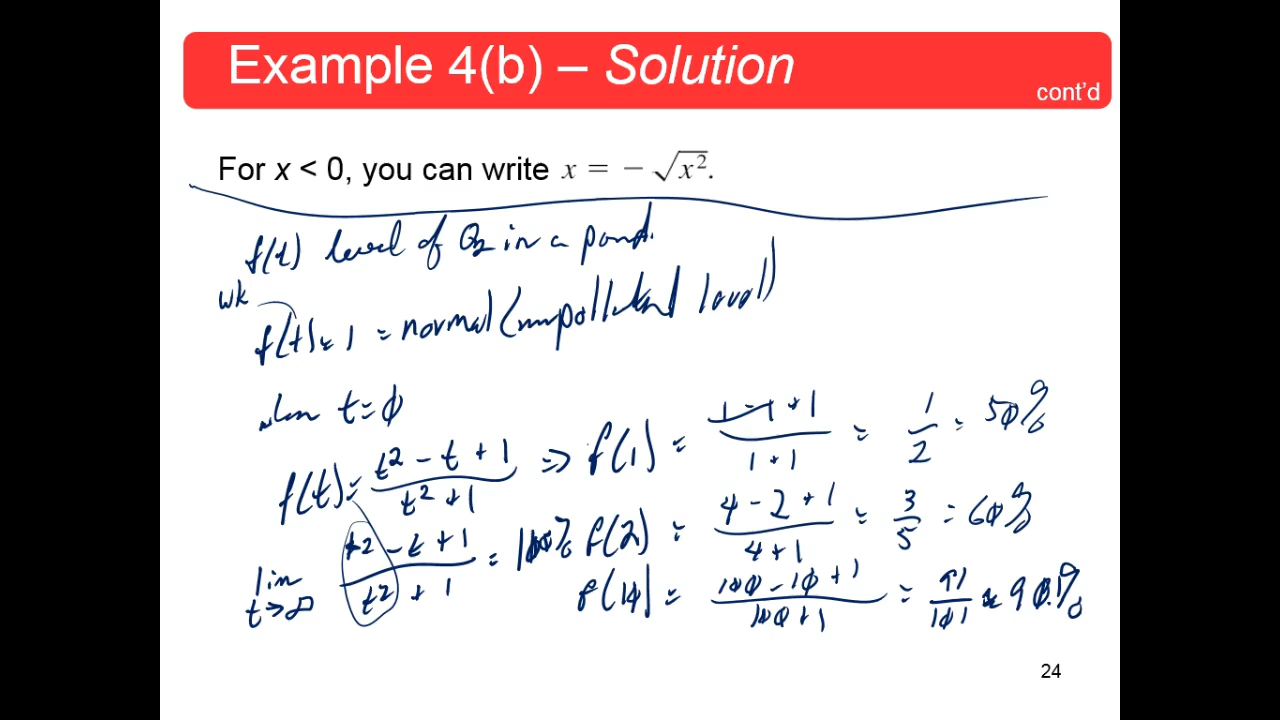 Example 4(b) – Solution
cont'd
For x < 0, you can write x = − √x².
f(t) level of O₂ in a pond.
wk
f(t) = 1 = normal (unpolluted level)
when t = 0
f(t) = (t² - t + 1)/(t² + 1) => f(1) = (1 - 1 + 1)/(1 + 1) = 1/2 = 50%
lim t→∞ (t² - t + 1)/(t² + 1) = 100%
f(2) = (4 - 2 + 1)/(4 + 1) = 3/5 = 60%
f(10) = (100 - 10 + 1)/(100 + 1) = 91/101 ≈ 90.1%
24